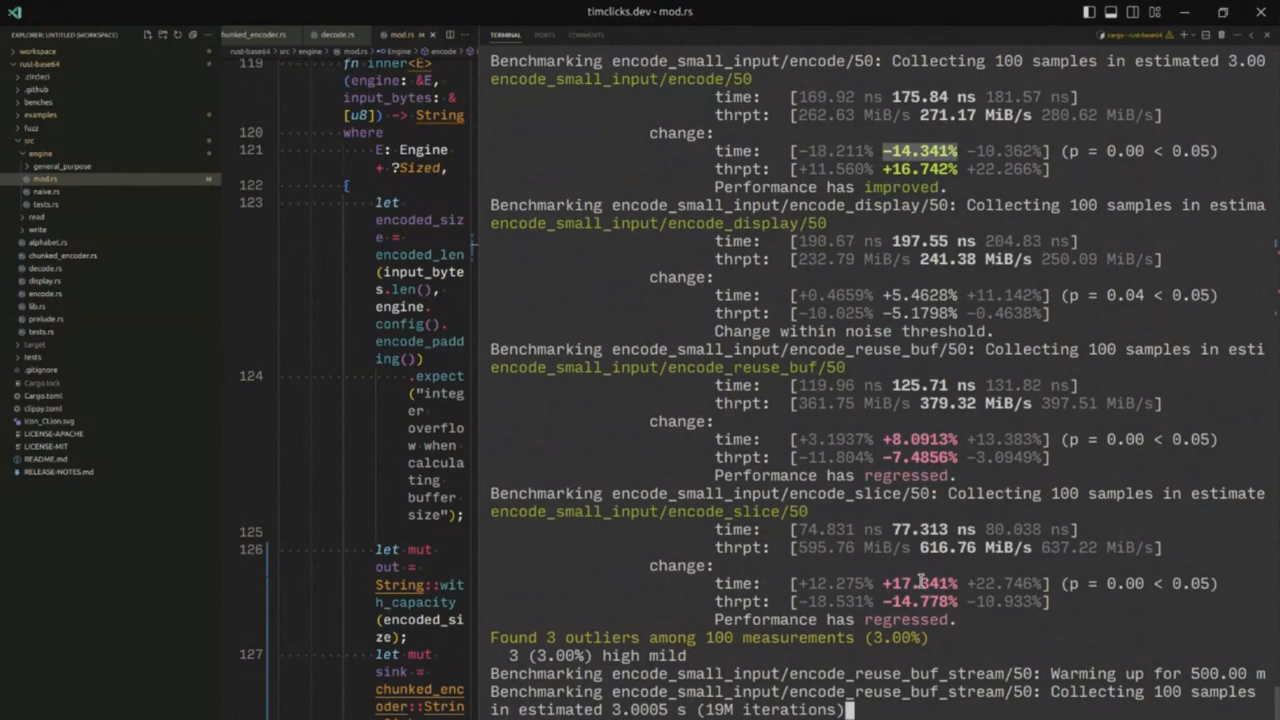 timclicks.dev - mod.rs
EXPLORER: UNTITLED (WORKSPACE)
workspace
rust-base64
.circleci
.github
benches
examples
fuzz
src
engine
general_purpose
mod.rs M
naive.rs
tests.rs
read
write
alphabet.rs
chunked_encoder.rs
decode.rs
display.rs
encode.rs
lib.rs
prelude.rs
tests.rs
target
tests
.gitignore
Cargo.lock
Cargo.toml
clippy.toml
icon_CLion.svg
LICENSE-APACHE
LICENSE-MIT
README.md
RELEASE-NOTES.md
hunked_encoder.rs decode.rs mod.rs M
rust-base64 > src > engine > mod.rs > Engine > encode
119 fn inner<E>
(engine: &E,
input_bytes: &
[u8]) -> String
120 where
121 E: Engine
+ ?Sized,
122 {
123 let
encoded_siz
e =
encoded_len
(input_byte
s.len(),
engine.
config().
encode_padd
ing())
124 .expect
("integ
er
overflo
w when
calcula
ting
buffer
size");
125
126 let mut
out =
String::wit
h_capacity
(encoded_si
ze);
127 let mut
sink =
chunked_enc
oder::Strin
TERMINAL PORTS COMMENTS
cargo - rust-base64
Benchmarking encode_small_input/encode/50: Collecting 100 samples in estimated 3.00
encode_small_input/encode/50
time: [169.92 ns 175.84 ns 181.57 ns]
thrpt: [262.63 MiB/s 271.17 MiB/s 280.62 MiB/s]
change:
time: [-18.211% -14.341% -10.362%] (p = 0.00 < 0.05)
thrpt: [+11.560% +16.742% +22.266%]
Performance has improved.
Benchmarking encode_small_input/encode_display/50: Collecting 100 samples in estima
encode_small_input/encode_display/50
time: [190.67 ns 197.55 ns 204.83 ns]
thrpt: [232.79 MiB/s 241.38 MiB/s 250.09 MiB/s]
change:
time: [+0.4659% +5.4628% +11.142%] (p = 0.04 < 0.05)
thrpt: [-10.025% -5.1798% -0.4638%]
Change within noise threshold.
Benchmarking encode_small_input/encode_reuse_buf/50: Collecting 100 samples in esti
encode_small_input/encode_reuse_buf/50
time: [119.96 ns 125.71 ns 131.82 ns]
thrpt: [361.75 MiB/s 379.32 MiB/s 397.51 MiB/s]
change:
time: [+3.1937% +8.0913% +13.383%] (p = 0.00 < 0.05)
thrpt: [-11.804% -7.4856% -3.0949%]
Performance has regressed.
Benchmarking encode_small_input/encode_slice/50: Collecting 100 samples in estimate
encode_small_input/encode_slice/50
time: [74.831 ns 77.313 ns 80.038 ns]
thrpt: [595.76 MiB/s 616.76 MiB/s 637.22 MiB/s]
change:
time: [+12.275% +17.341% +22.746%] (p = 0.00 < 0.05)
thrpt: [-18.531% -14.778% -10.933%]
Performance has regressed.
Found 3 outliers among 100 measurements (3.00%)
3 (3.00%) high mild
Benchmarking encode_small_input/encode_reuse_buf_stream/50: Warming up for 500.00 m
Benchmarking encode_small_input/encode_reuse_buf_stream/50: Collecting 100 samples
in estimated 3.0005 s (19M iterations)